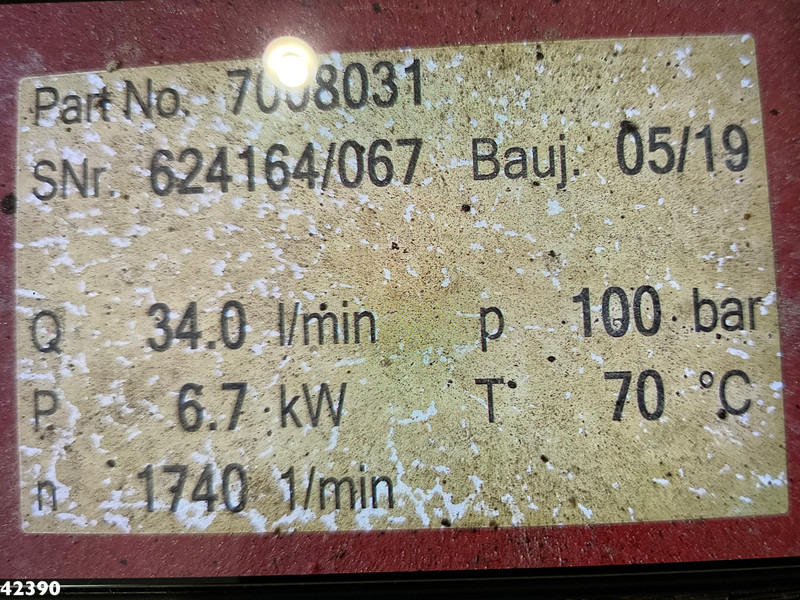 Part No.
SNr. 624164/067 Bauj. 05/19
Q 34.0 l/min p 100 bar
P 6.7 kW T 70 °C
n 1740 1/min
42390